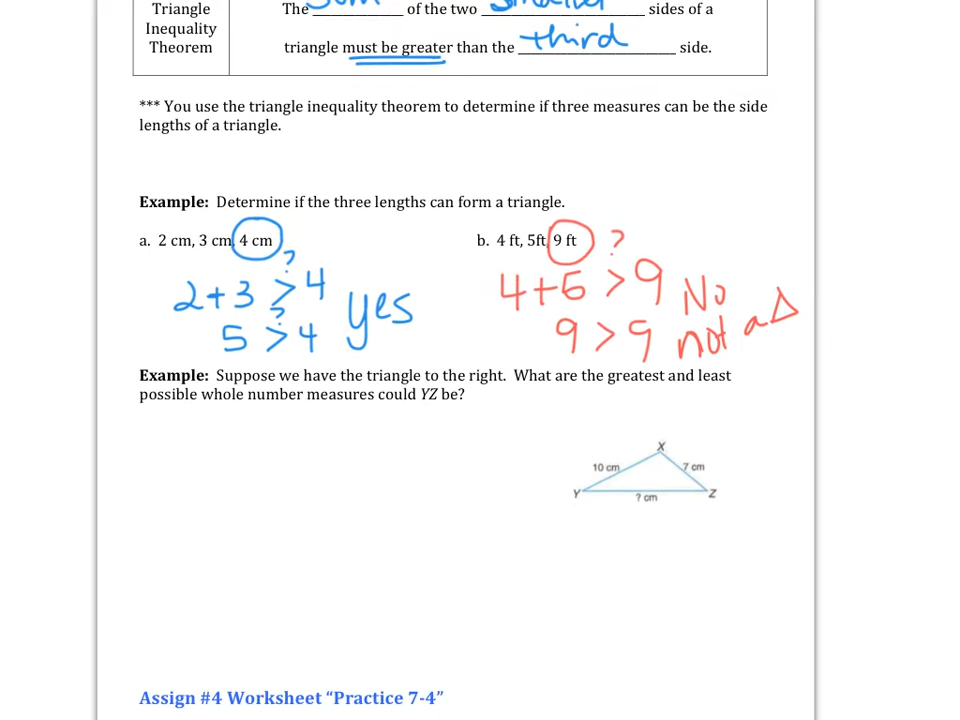 Triangle
Inequality
Theorem
The Sum of the two smaller sides of a
triangle must be greater than the third side.
*** You use the triangle inequality theorem to determine if three measures can be the side
lengths of a triangle.
Example: Determine if the three lengths can form a triangle.
a. 2 cm, 3 cm, 4 cm
2+3 > 4 ?
5 > 4 ?
yes
b. 4 ft, 5ft, 9 ft
4+5 > 9 ?
9 > 9
No
not a Δ
Example: Suppose we have the triangle to the right. What are the greatest and least
possible whole number measures could YZ be?
X
10 cm
7 cm
Y
Z
? cm
Assign #4 Worksheet “Practice 7-4”